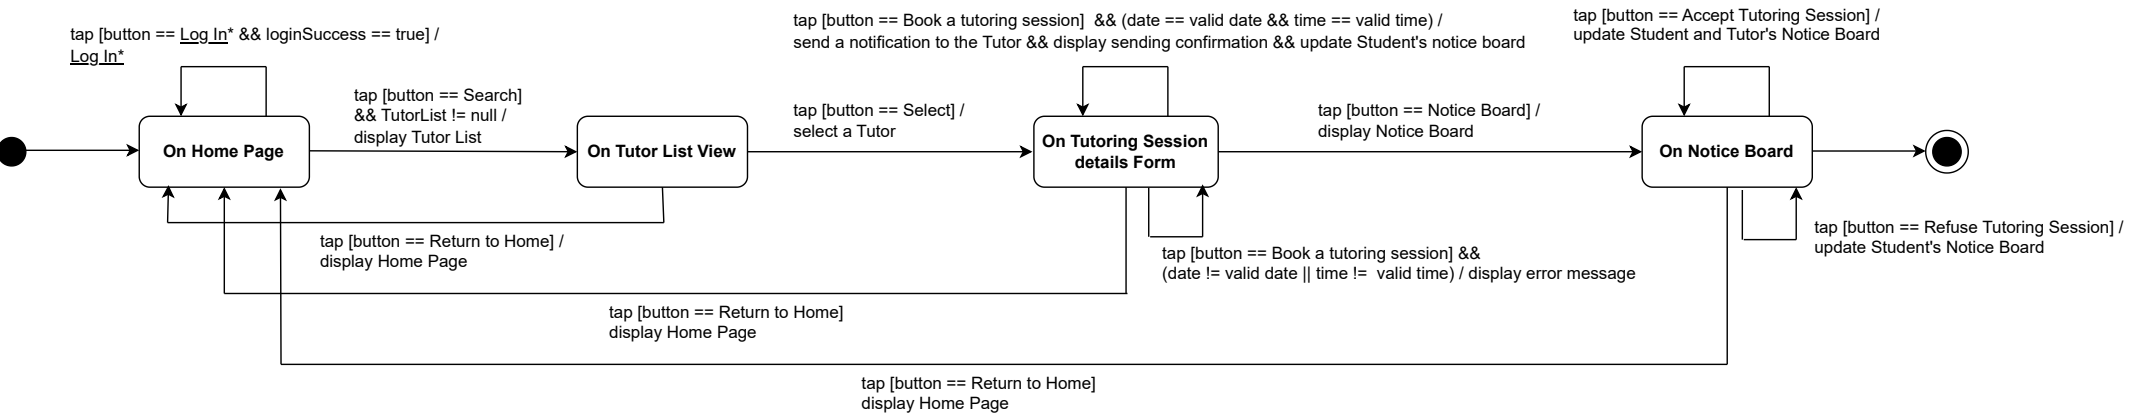 tap [button == Log In* && loginSuccess == true] /
Log In*
tap [button == Search]
&& TutorList != null /
display Tutor List
tap [button == Book a tutoring session]  && (date == valid date && time == valid time) /
send a notification to the Tutor && display sending confirmation && update Student's notice board
tap [button == Select] /
select a Tutor
tap [button == Notice Board] /
display Notice Board
tap [button == Accept Tutoring Session] /
update Student and Tutor's Notice Board
On Home Page
On Tutor List View
On Tutoring Session
details Form
On Notice Board
tap [button == Return to Home] /
display Home Page
tap [button == Book a tutoring session] &&
(date != valid date || time !=  valid time) / display error message
tap [button == Refuse Tutoring Session] /
update Student's Notice Board
tap [button == Return to Home]
display Home Page
tap [button == Return to Home]
display Home Page